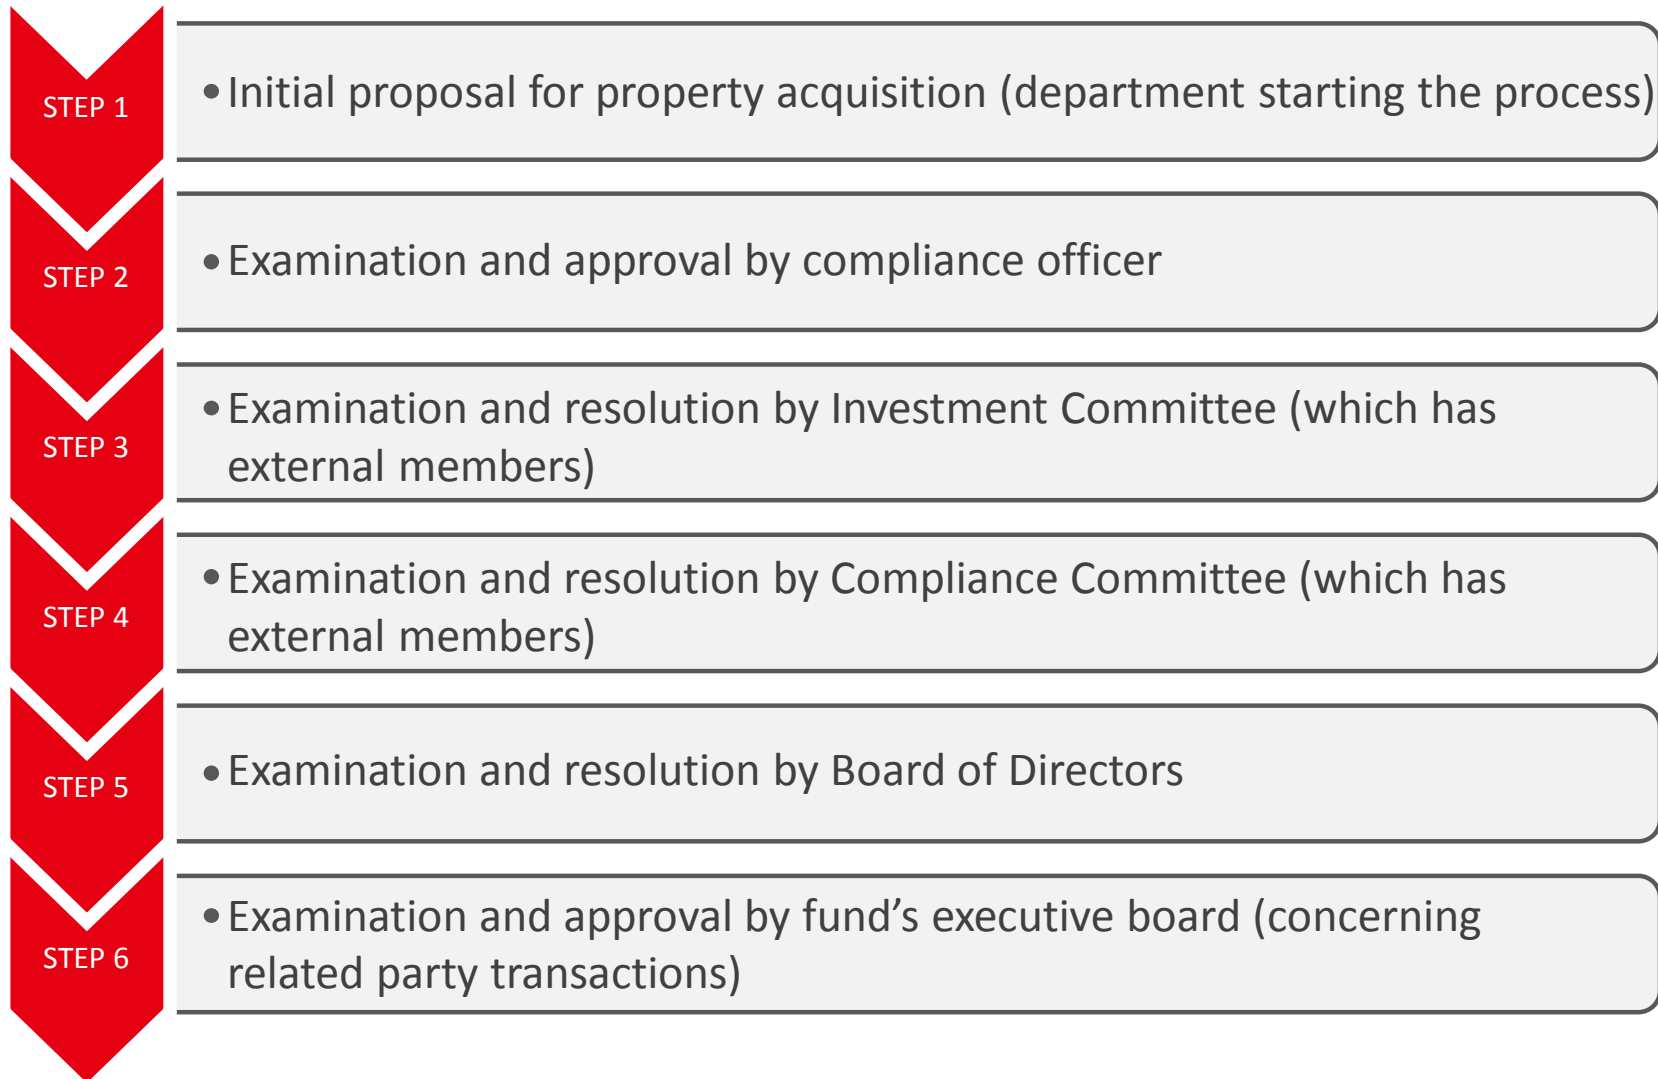 STEP 1
•Initial proposal for property acquisition (department starting the process)
STEP 2
•Examination and approval by compliance officer
STEP 3
•Examination and resolution by Investment Committee (which has
external members)
STEP 4
•Examination and resolution by Compliance Committee (which has
external members)
STEP 5
•Examination and resolution by Board of Directors
STEP 6
•Examination and approval by fund’s executive board (concerning
related party transactions)